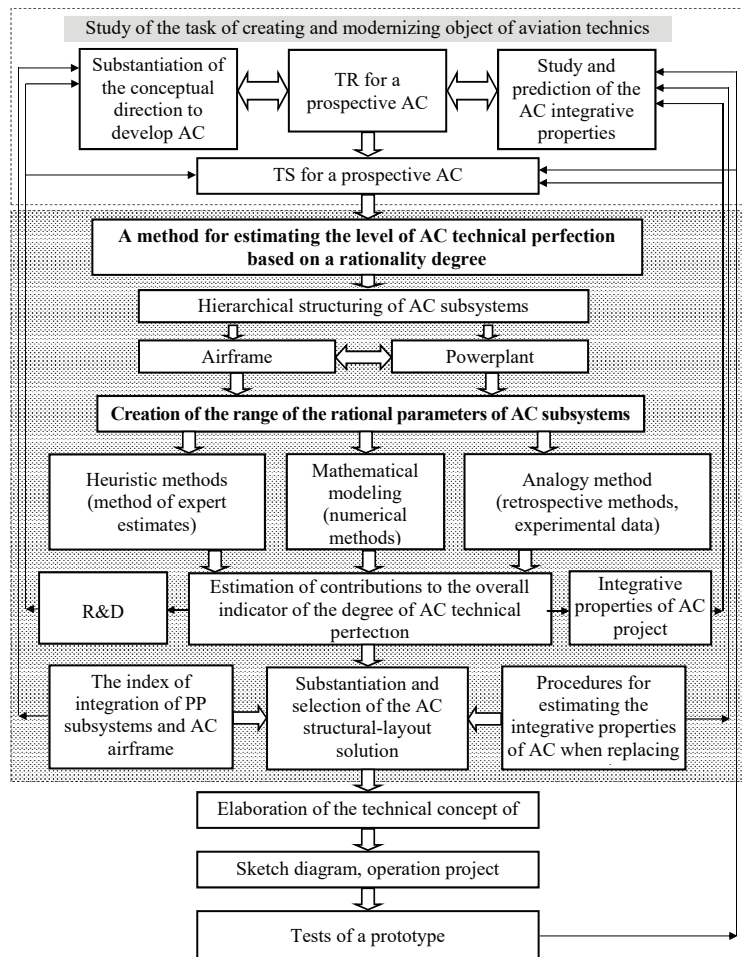 Study of the task of creating and modernizing object of aviation technics
Substantiation
of the conceptual
direction to
develop AC
TR for a
prospective AC
Study and
prediction of the
AC integrative
properties
TS for a prospective AC
A method for estimating the level of AC technical perfection
based on a rationality degree
Hierarchical structuring of AC subsystems
Airframe
Powerplant
Creation of the range of the rational parameters of AC subsystems
Heuristic methods
(method of expert
estimates)
Mathematical
modeling
(numerical
methods)
Analogy method
(retrospective methods,
experimental data)
R&D
Estimation of contributions to the overall
indicator of the degree of AC technical
perfection
Integrative
properties of AC
project
The index of
integration of PP
subsystems and AC
airframe
Substantiation and
selection of the AC
structural-layout
solution
Procedures for
estimating the
integrative properties
of AC when replacing
Elaboration of the technical concept of
Sketch diagram, operation project
Tests of a prototype